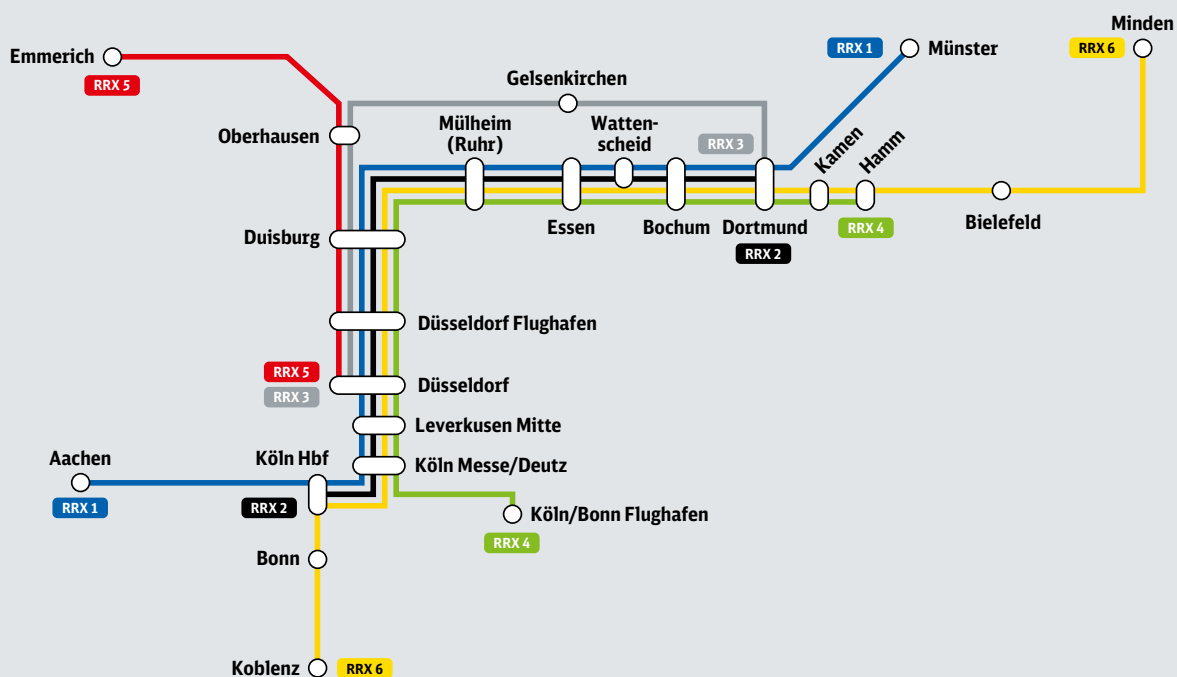 Minden
RRX 6
RRX 1
Münster
Emmerich
RRX 5
Gelsenkirchen
Oberhausen
Mülheim
(Ruhr)
Watten-
scheid
RRX 3
Kamen
Hamm
Essen
Bochum
Dortmund
RRX 2
RRX 4
Bielefeld
Duisburg
Düsseldorf Flughafen
RRX 5
RRX 3
Düsseldorf
Leverkusen Mitte
Aachen
RRX 1
Köln Hbf
RRX 2
Köln Messe/Deutz
Köln/Bonn Flughafen
RRX 4
Bonn
Koblenz
RRX 6